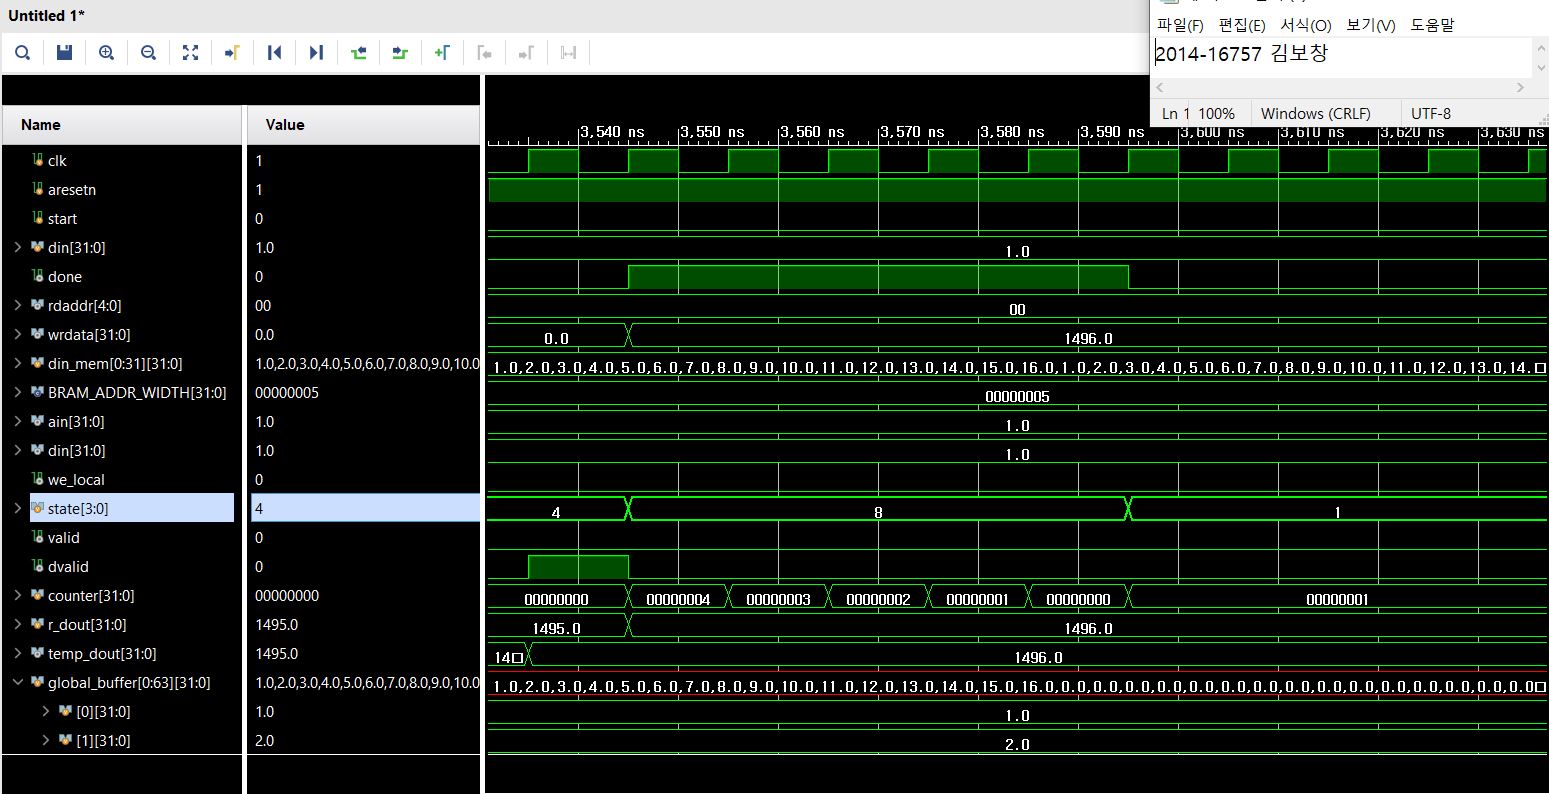 Untitled 1*
파일(F) 편집(E) 서식(O) 보기(V) 도움말
2014-16757 김보창
Ln 1 100% Windows (CRLF) UTF-8
Name Value
3,540 ns 3,550 ns 3,560 ns 3,570 ns 3,580 ns 3,590 ns 3,600 ns 3,610 ns 3,620 ns 3,630 ns
clk 1
aresetn 1
start 0
din[31:0] 1.0 1.0
done 0
rdaddr[4:0] 00 00
wrdata[31:0] 0.0 0.0 1496.0
din_mem[0:31][31:0] 1.0,2.0,3.0,4.0,5.0,6.0,7.0,8.0,9.0,10.0 1.0,2.0,3.0,4.0,5.0,6.0,7.0,8.0,9.0,10.0,11.0,12.0,13.0,14.0,15.0,16.0,1.0,2.0,3.0,4.0,5.0,6.0,7.0,8.0,9.0,10.0,11.0,12.0,13.0,14.
BRAM_ADDR_WIDTH[31:0] 00000005 00000005
ain[31:0] 1.0 1.0
din[31:0] 1.0 1.0
we_local 0
state[3:0] 4 4 8 1
valid 0
dvalid 0
counter[31:0] 00000000 00000000 00000004 00000003 00000002 00000001 00000000 00000001
r_dout[31:0] 1495.0 1495.0 1496.0
temp_dout[31:0] 1495.0 14 1496.0
global_buffer[0:63][31:0] 1.0,2.0,3.0,4.0,5.0,6.0,7.0,8.0,9.0,10.0 1.0,2.0,3.0,4.0,5.0,6.0,7.0,8.0,9.0,10.0,11.0,12.0,13.0,14.0,15.0,16.0,0.0,0.0,0.0,0.0,0.0,0.0,0.0,0.0,0.0,0.0,0.0,0.0,0.0,0.0
[0][31:0] 1.0 1.0
[1][31:0] 2.0 2.0